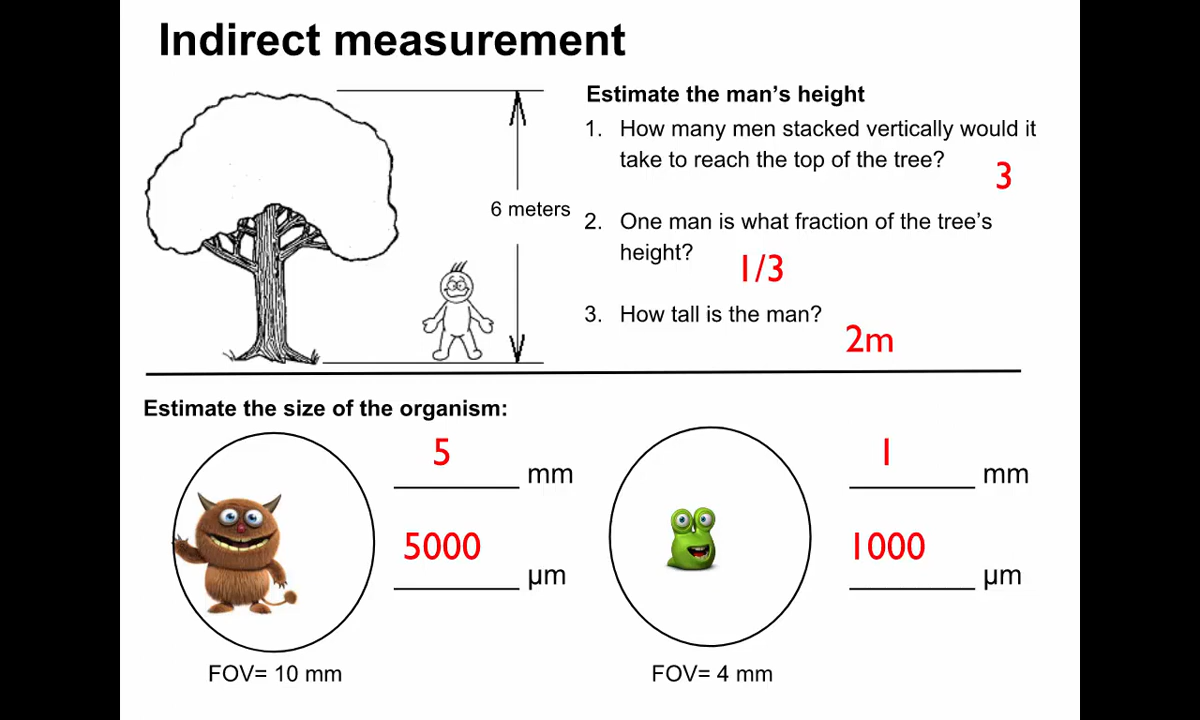 Indirect measurement
Estimate the man's height
1. How many men stacked vertically would it
take to reach the top of the tree?
3
6 meters
2. One man is what fraction of the tree's
height?
1/3
3. How tall is the man?
2m
Estimate the size of the organism:
5 mm
5000 µm
FOV= 10 mm
1 mm
1000 µm
FOV= 4 mm